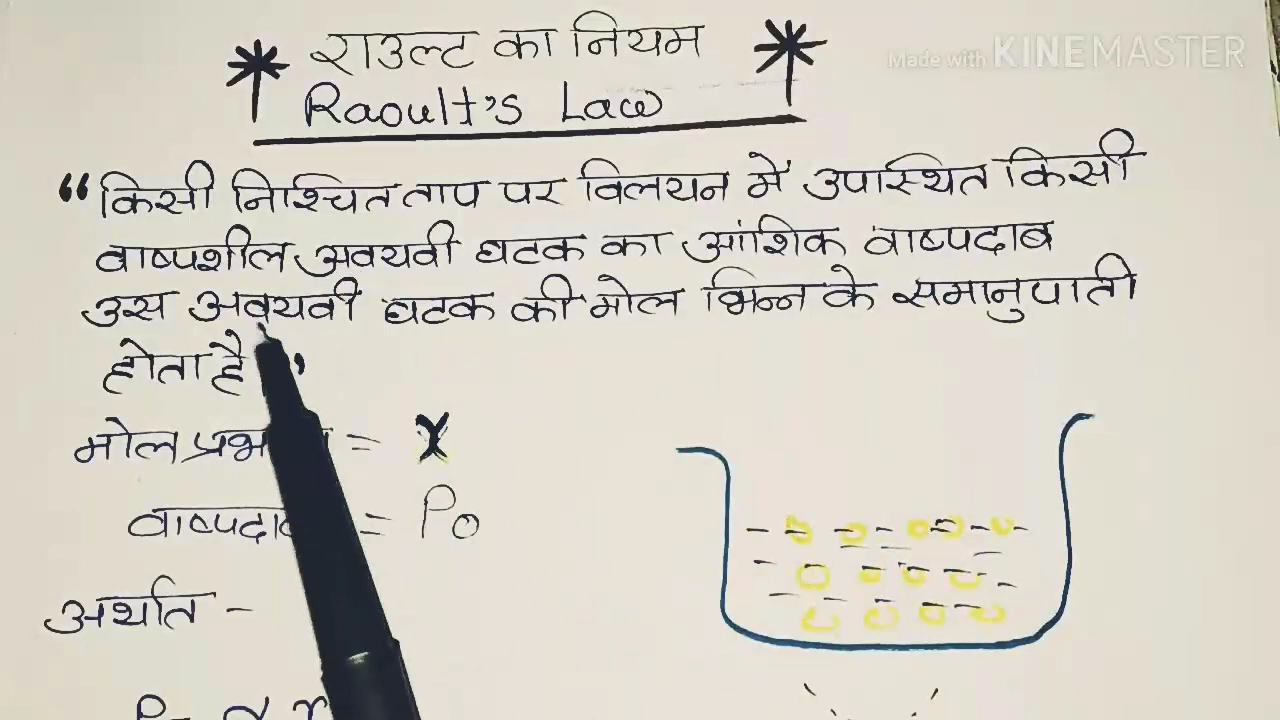 राउल्ट का नियम
Made with KINEMASTER
Raoult's Law
“किसी निश्चित ताप पर विलयन में उपस्थित किसी
वाष्पशील अवयवी घटक का आंशिक वाष्पदाब
उस अवयवी घटक की मोल भिन्न के समानुपाती
होता है”
मोल = X
= Po
अर्थात -